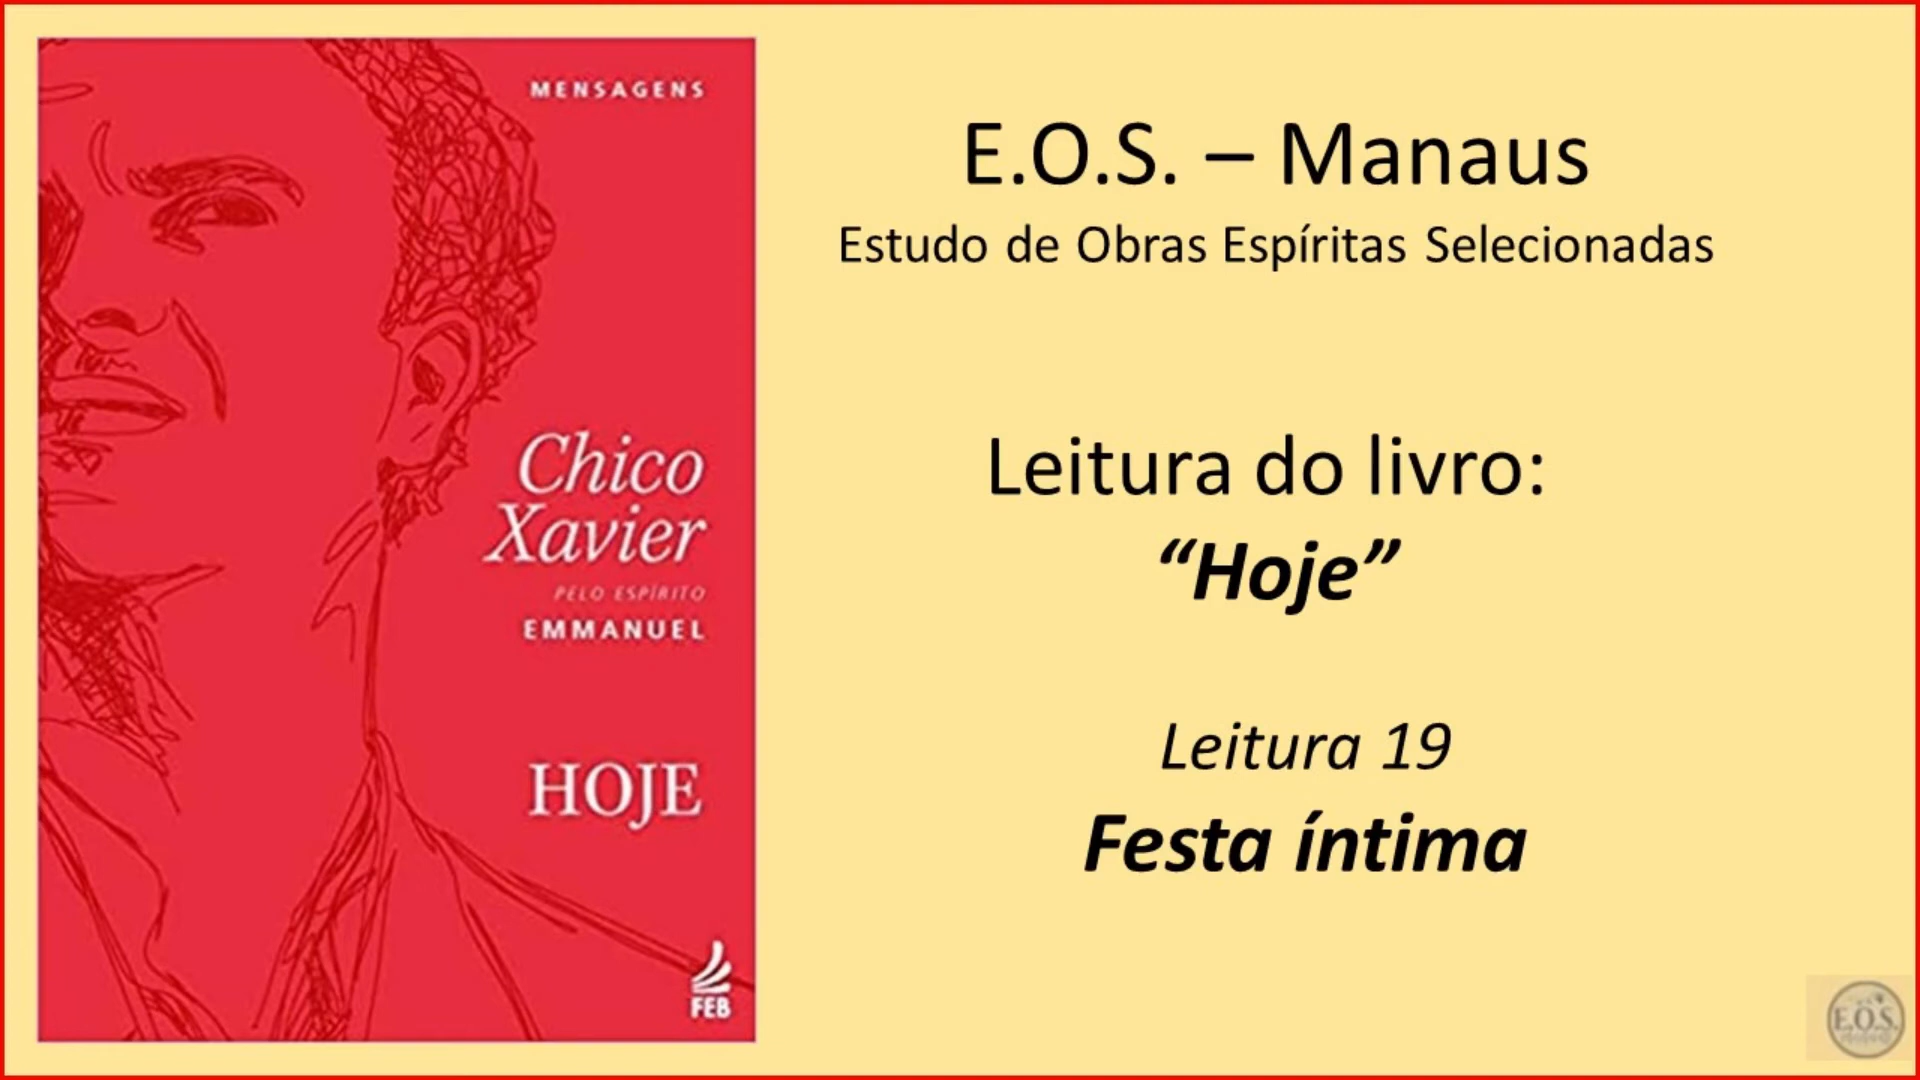 MENSAGENS
Chico
Xavier
PELO ESPÍRITO
EMMANUEL
HOJE
FEB
E.O.S. – Manaus
Estudo de Obras Espíritas Selecionadas
Leitura do livro:
“Hoje”
Leitura 19
Festa íntima
E.O.S.